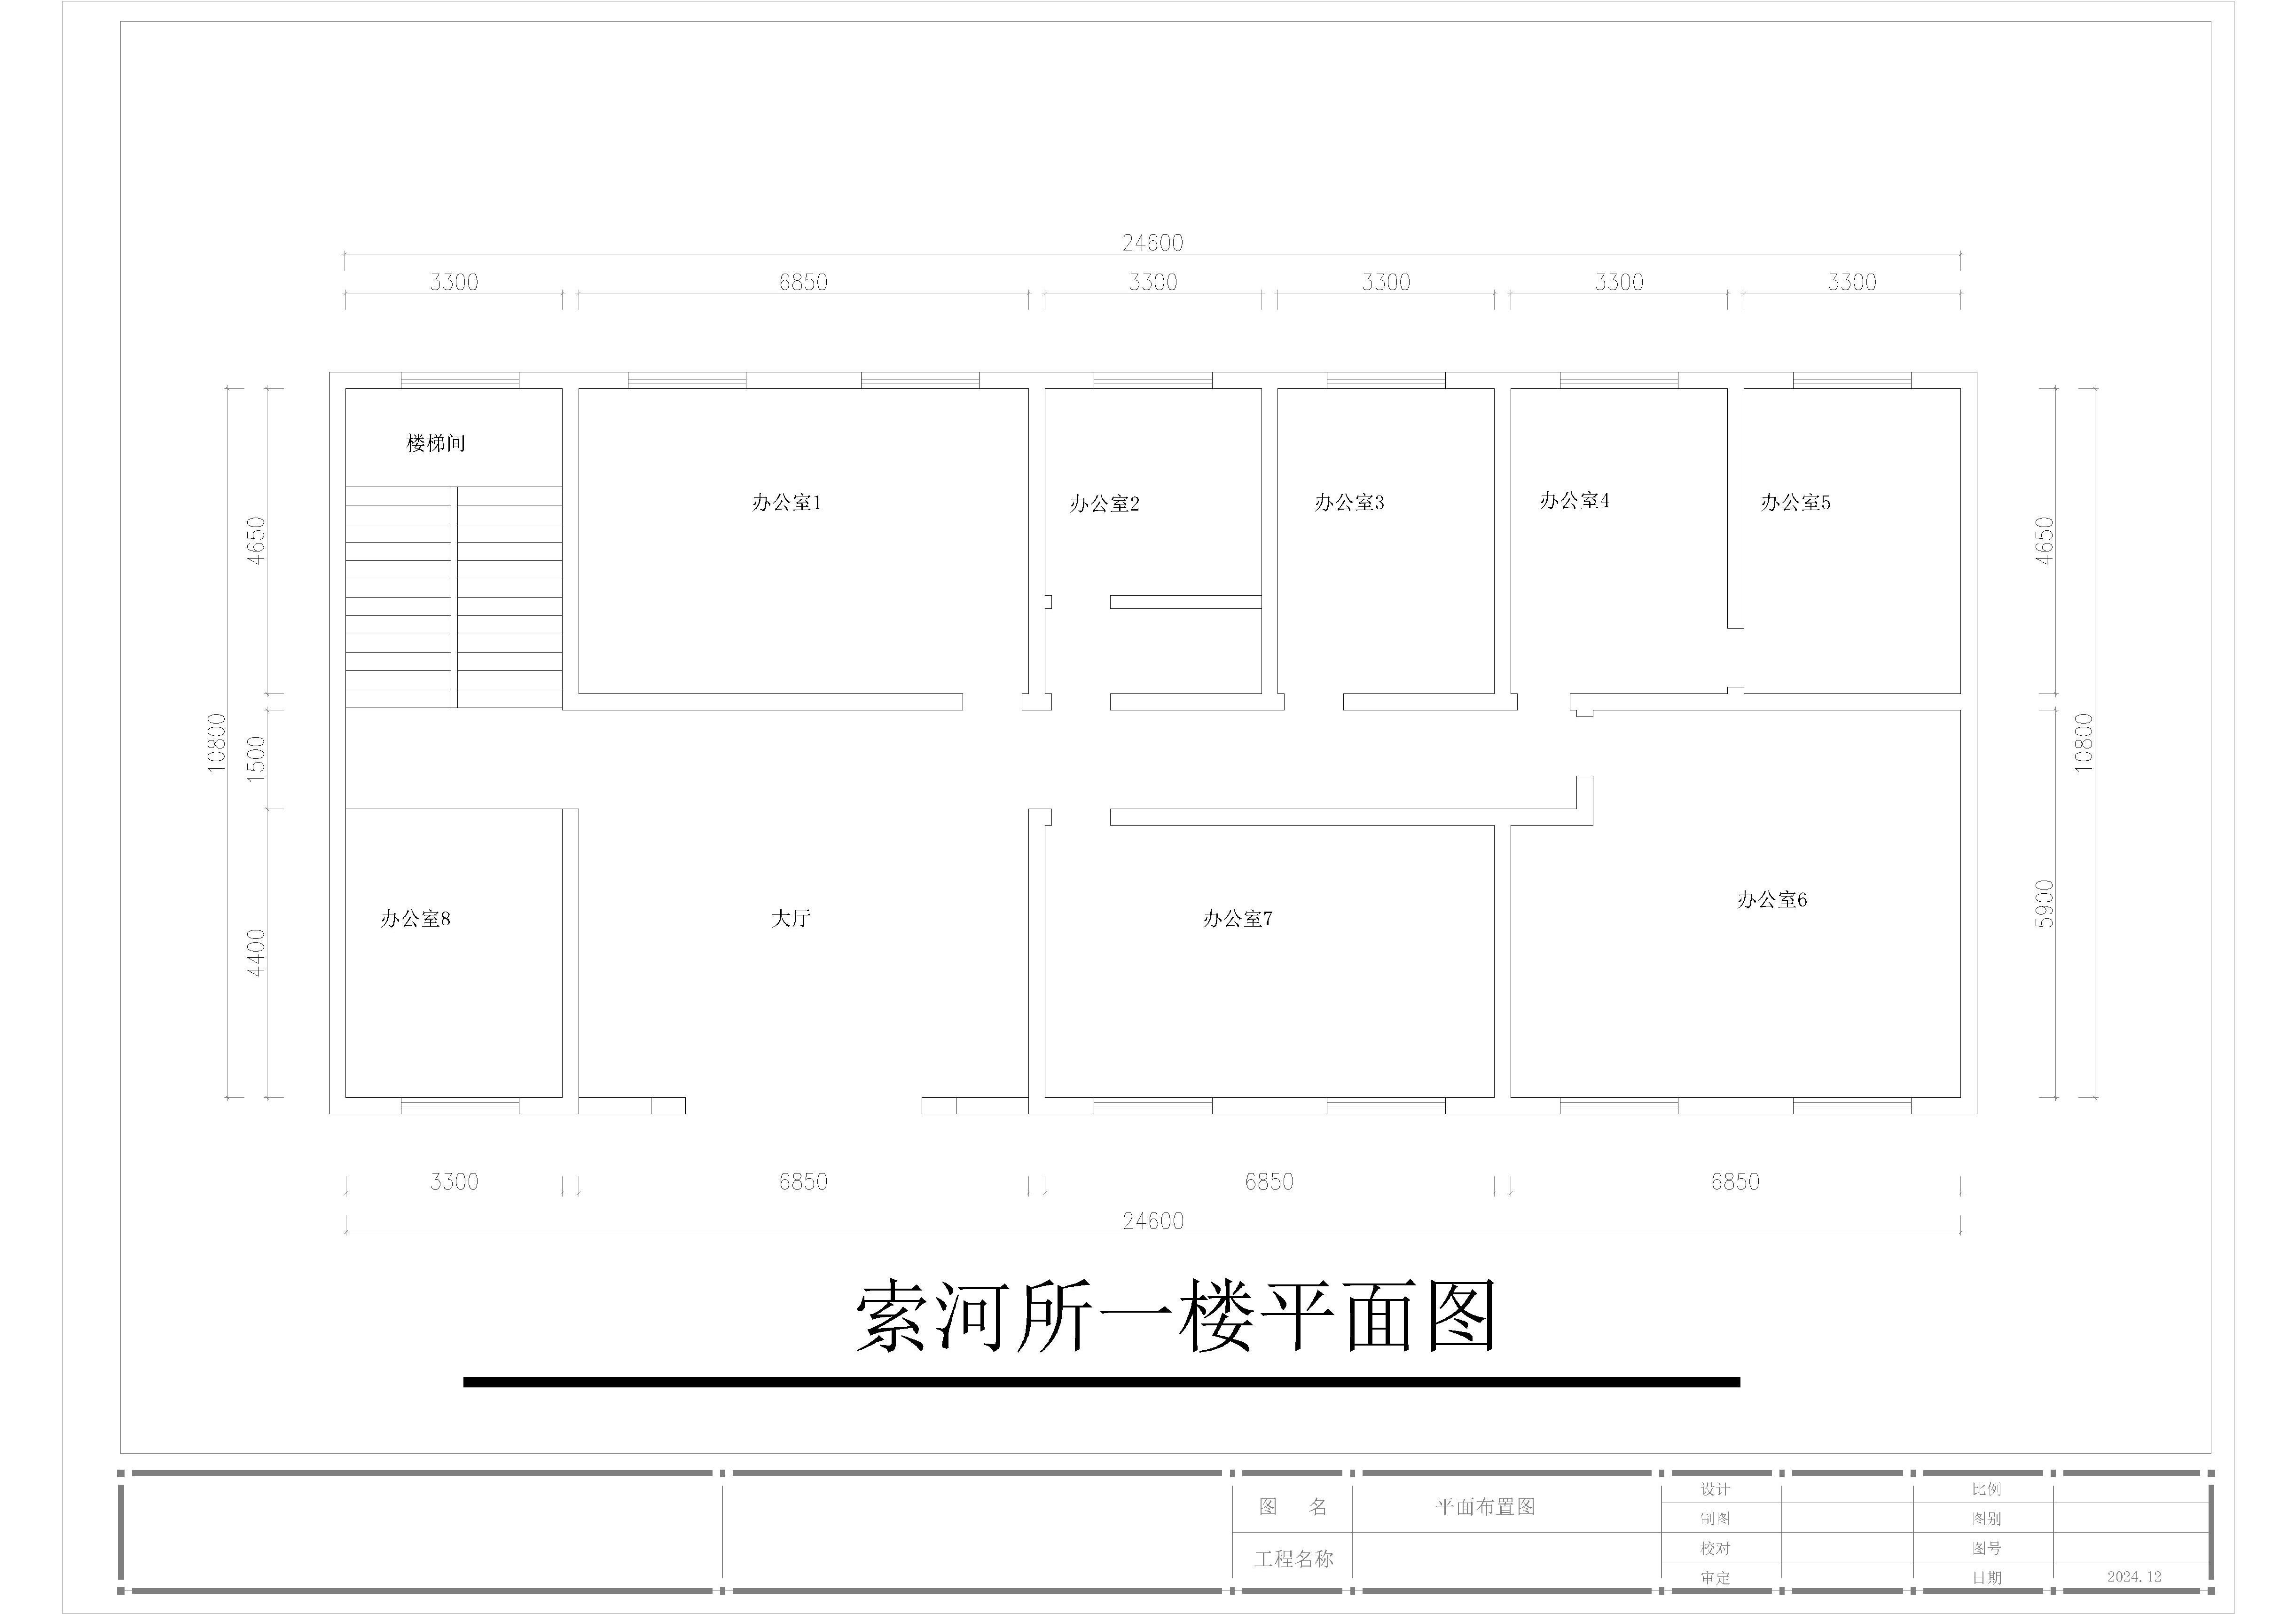 24600
3300 6850 3300 3300 3300 3300
楼梯间
办公室1 办公室2 办公室3 办公室4 办公室5
4650 4650
10800 1500 10800
办公室8 大厅 办公室7 办公室6
4400 5900
3300 6850 6850 6850
24600
索河所一楼平面图
图 名 平面布置图
工程名称
设计 比例
制图 图别
校对 图号
审定 日期 2024.12